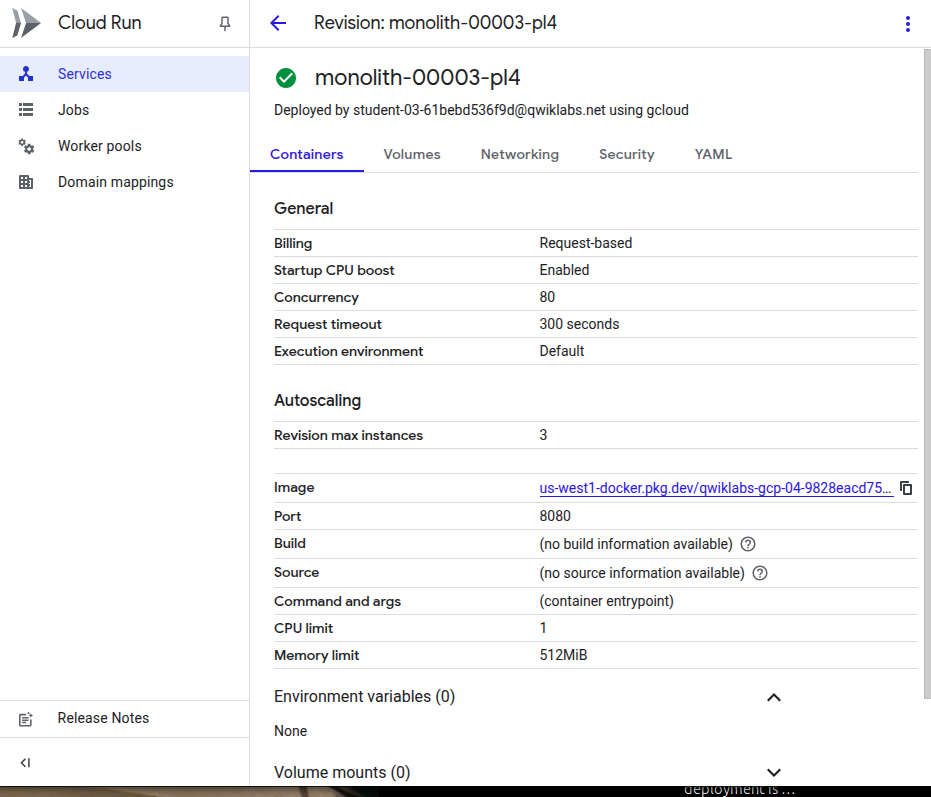 Cloud Run
Revision: monolith-00003-pl4
Services
Jobs
Worker pools
Domain mappings
Release Notes
monolith-00003-pl4
Deployed by student-03-61bebd536f9d@qwiklabs.net using gcloud
Containers Volumes Networking Security YAML
General
Billing Request-based
Startup CPU boost Enabled
Concurrency 80
Request timeout 300 seconds
Execution environment Default
Autoscaling
Revision max instances 3
Image us-west1-docker.pkg.dev/qwiklabs-gcp-04-9828eacd75...
Port 8080
Build (no build information available)
Source (no source information available)
Command and args (container entrypoint)
CPU limit 1
Memory limit 512MiB
Environment variables (0)
None
Volume mounts (0)
deployment is ...